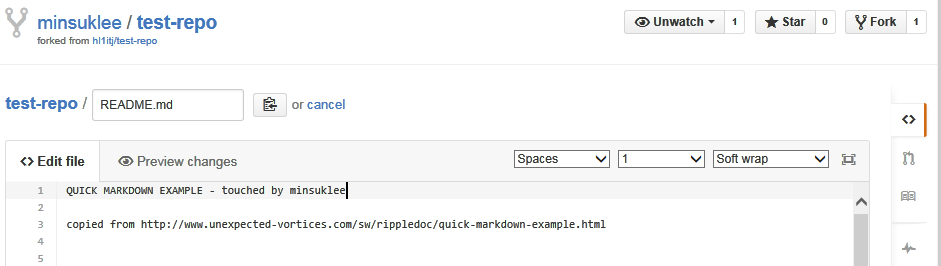 minsuklee / test-repo
forked from hl1itj/test-repo
Unwatch 1 Star 0 Fork 1
test-repo / README.md or cancel
Edit file Preview changes Spaces 1 Soft wrap
1 QUICK MARKDOWN EXAMPLE - touched by minsuklee
2
3 copied from http://www.unexpected-vortices.com/sw/rippledoc/quick-markdown-example.html
4
5